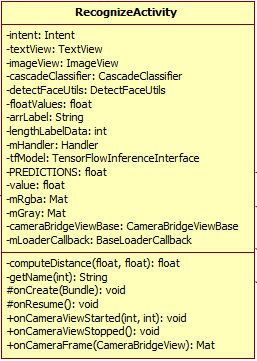 RecognizeActivity
-intent: Intent
-textView: TextView
-imageView: ImageView
-cascadeClassifier: CascadeClassifier
-detectFaceUtils: DetectFaceUtils
-floatValues: float
-arrLabel: String
-lengthLabelData: int
-mHandler: Handler
-tfModel: TensorFlowInferenceInterface
-PREDICTIONS: float
-value: float
-mRgba: Mat
-mGray: Mat
-cameraBridgeViewBase: CameraBridgeViewBase
-mLoaderCallback: BaseLoaderCallback
-computeDistance(float, float): float
-getName(int): String
#onCreate(Bundle): void
#onResume(): void
+onCameraViewStarted(int, int): void
+onCameraViewStopped(): void
+onCameraFrame(CameraBridgeView): Mat